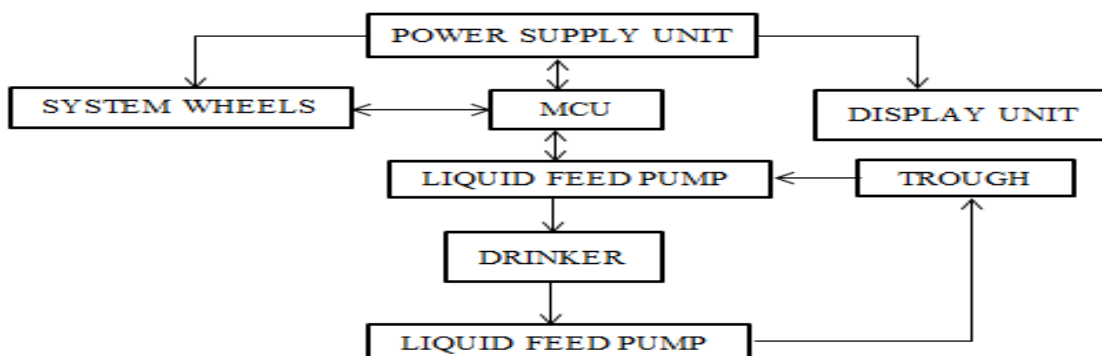 POWER SUPPLY UNIT
SYSTEM WHEELS
MCU
DISPLAY UNIT
LIQUID FEED PUMP
TROUGH
DRINKER
LIQUID FEED PUMP